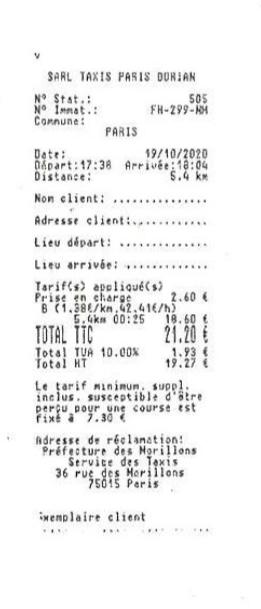 SARL TAXIS PARIS DURIAN
N° Stat.: 505
N° Immat.: FH-299-NM
Commune:
PARIS
Date: 19/10/2020
Départ:17:38 Arrivée:18:04
Distance: 5.4 km
Nom client: .............
Adresse client:............
Lieu départ: ............
Lieu arrivée: ............
Tarif(s) appliqué(s)
Prise en charge 2.60 €
B (1.38€/km,42.41€/h)
5.4km 00:25 18.60 €
TOTAL TTC 21.20 €
Total TVA 10.00% 1.93 €
Total HT 19.27 €
Le tarif minimum, suppl.
inclus, susceptible d'être
perçu pour une course est
fixé à 7.30 €
Adresse de réclamation:
Préfecture des Morillons
Service des Taxis
36 rue des Morillons
75015 Paris
Exemplaire client